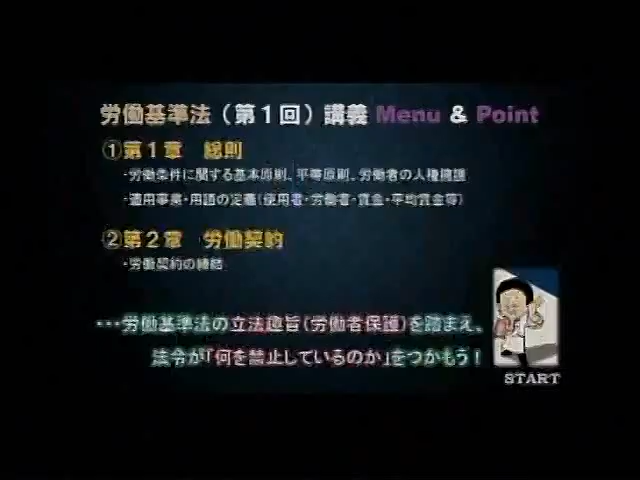 労働基準法（第１回）講義 Menu & Point
①第１章　総則
・労働条件に関する基本原則、平等原則、労働者の人権擁護
・適用事業・用語の定義（使用者・労働者・賃金・平均賃金等）
②第２章　労働契約
・労働契約の締結
…労働基準法の立法趣旨（労働者保護）を踏まえ、
法令が「何を禁止しているのか」をつかもう！
START